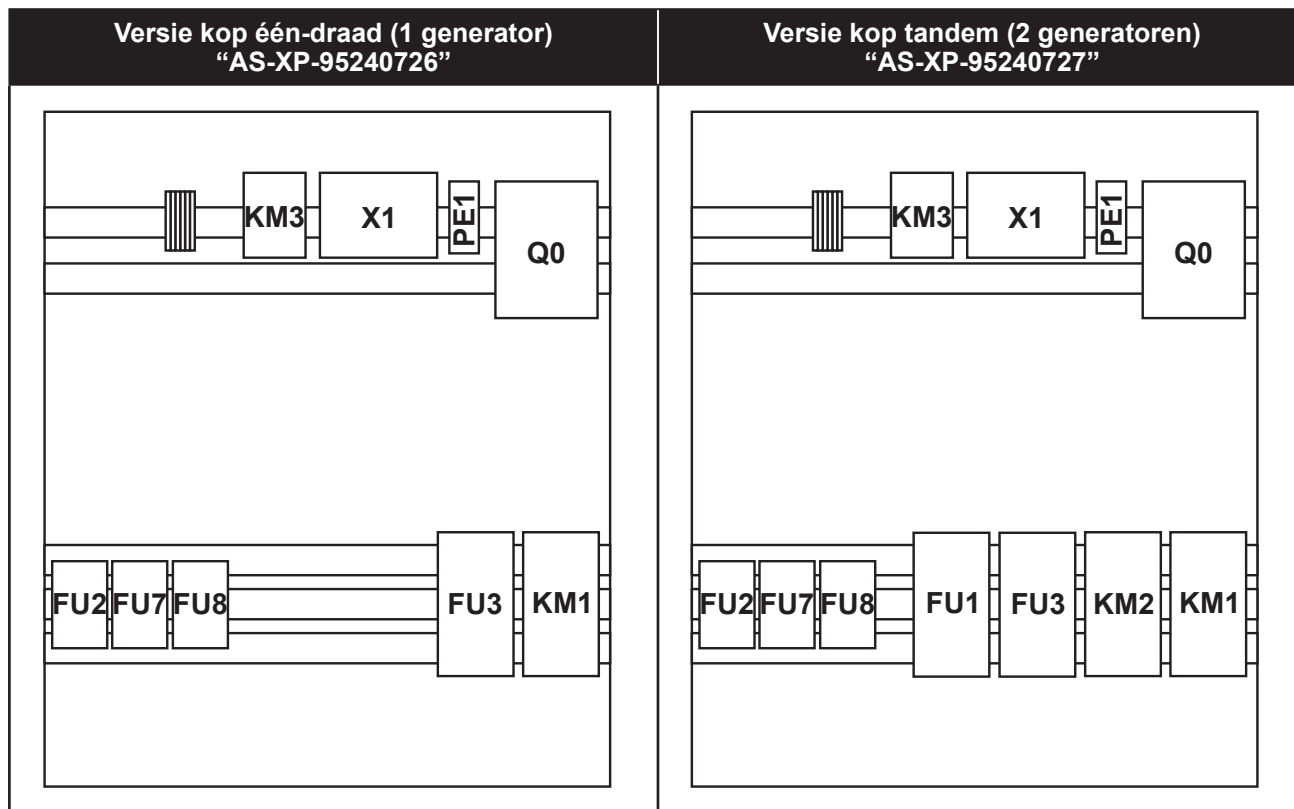 Versie kop één-draad (1 generator)
“AS-XP-95240726”
Versie kop tandem (2 generatoren)
“AS-XP-95240727”
KM3
X1
PE1
Q0
FU2
FU7
FU8
FU3
KM1
KM3
X1
PE1
Q0
FU2
FU7
FU8
FU1
FU3
KM2
KM1